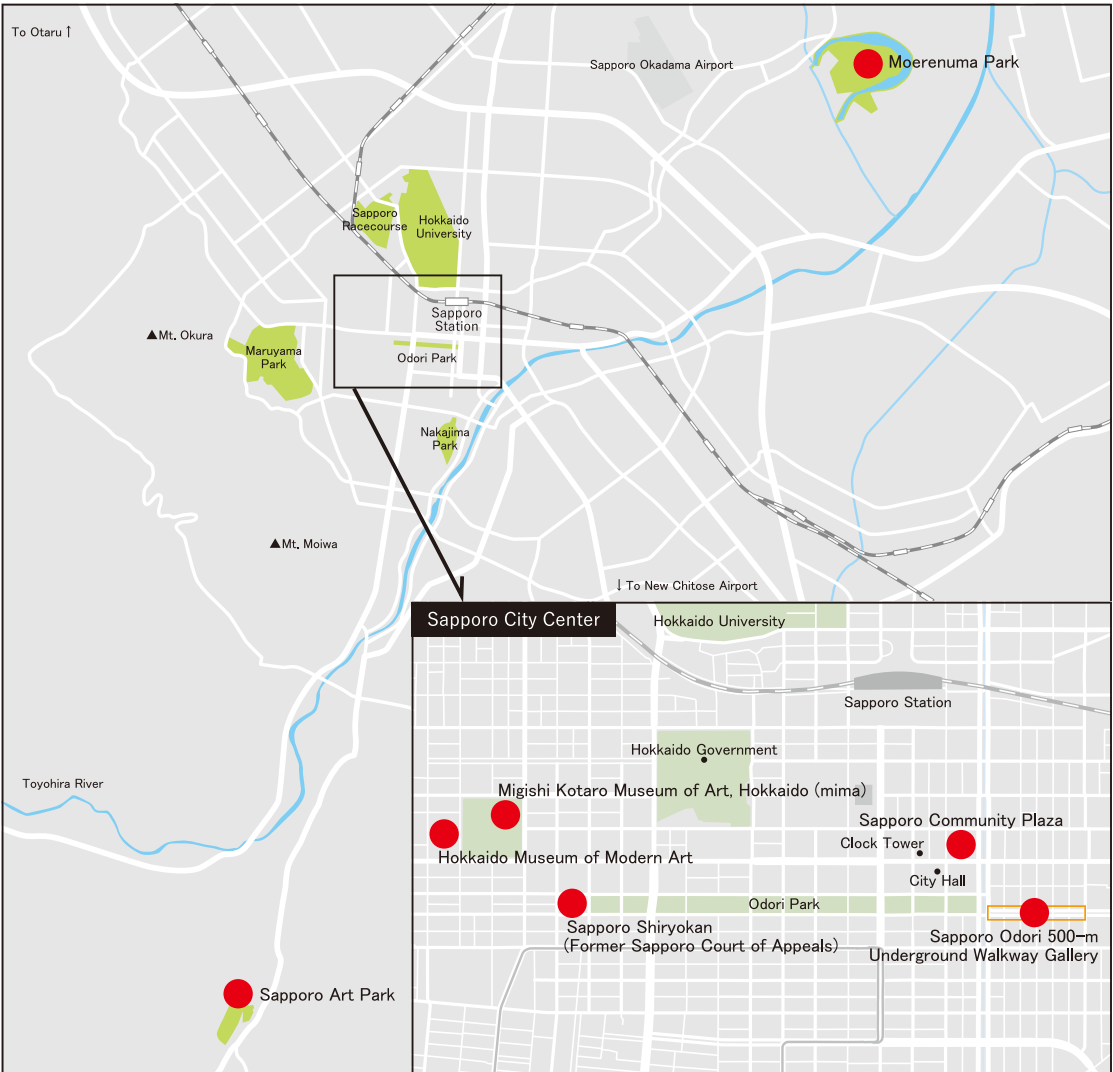 To Otaru ↑
Sapporo Okadama Airport
Moerenuma Park
Sapporo
Racecourse
Hokkaido
University
Sapporo
Station
▲Mt. Okura
Maruyama
Park
Odori Park
Nakajima
Park
▲Mt. Moiwa
↓ To New Chitose Airport
Toyohira River
Sapporo Art Park
Sapporo City Center
Hokkaido University
Sapporo Station
Hokkaido Government
Migishi Kotaro Museum of Art, Hokkaido (mima)
Sapporo Community Plaza
Clock Tower
Hokkaido Museum of Modern Art
City Hall
Odori Park
Sapporo Shiryokan
(Former Sapporo Court of Appeals)
Sapporo Odori 500-m
Underground Walkway Gallery